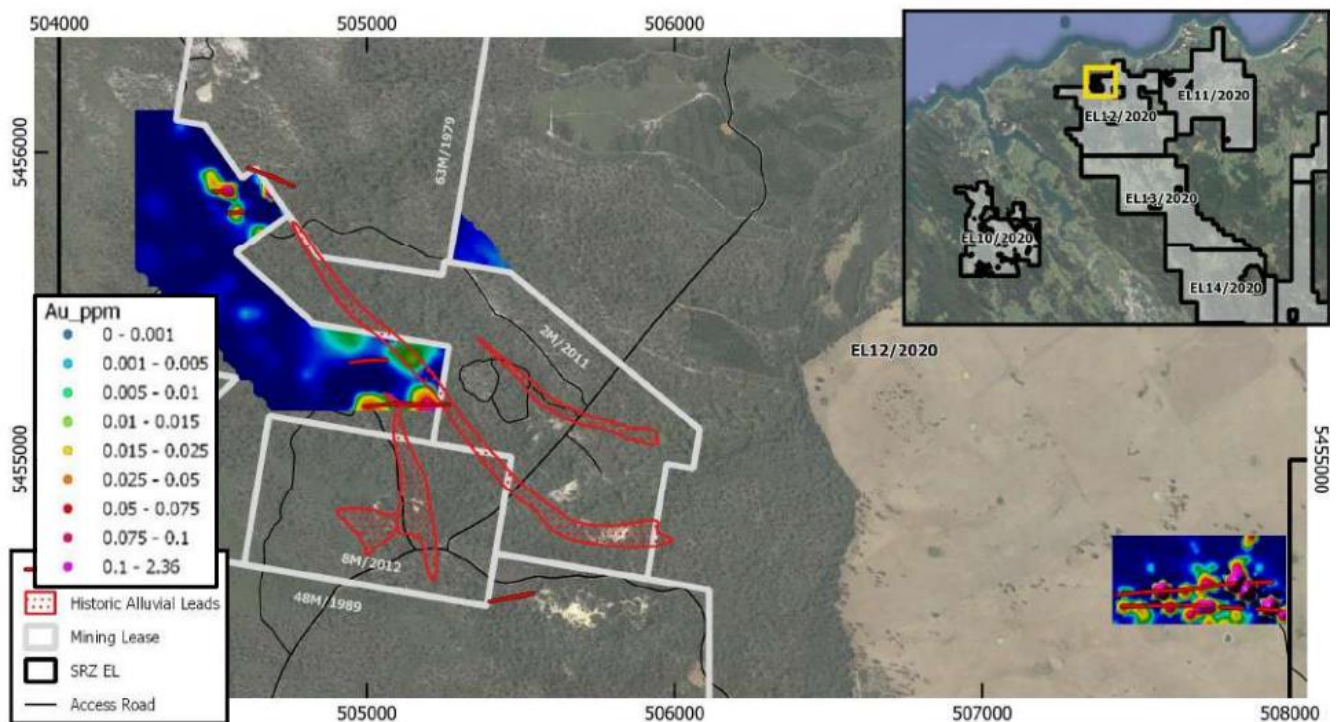 504000
505000
506000
5456000
5455000
63M/1979
2M/2011
EL12/2020
8M/2012
48M/1989
EL11/2020
EL12/2020
EL13/2020
EL10/2020
EL14/2020
Au_ppm
0 - 0.001
0.001 - 0.005
0.005 - 0.01
0.01 - 0.015
0.015 - 0.025
0.025 - 0.05
0.05 - 0.075
0.075 - 0.1
0.1 - 2.36
Historic Alluvial Leads
Mining Lease
SRZ EL
Access Road
5455000
505000
506000
507000
508000